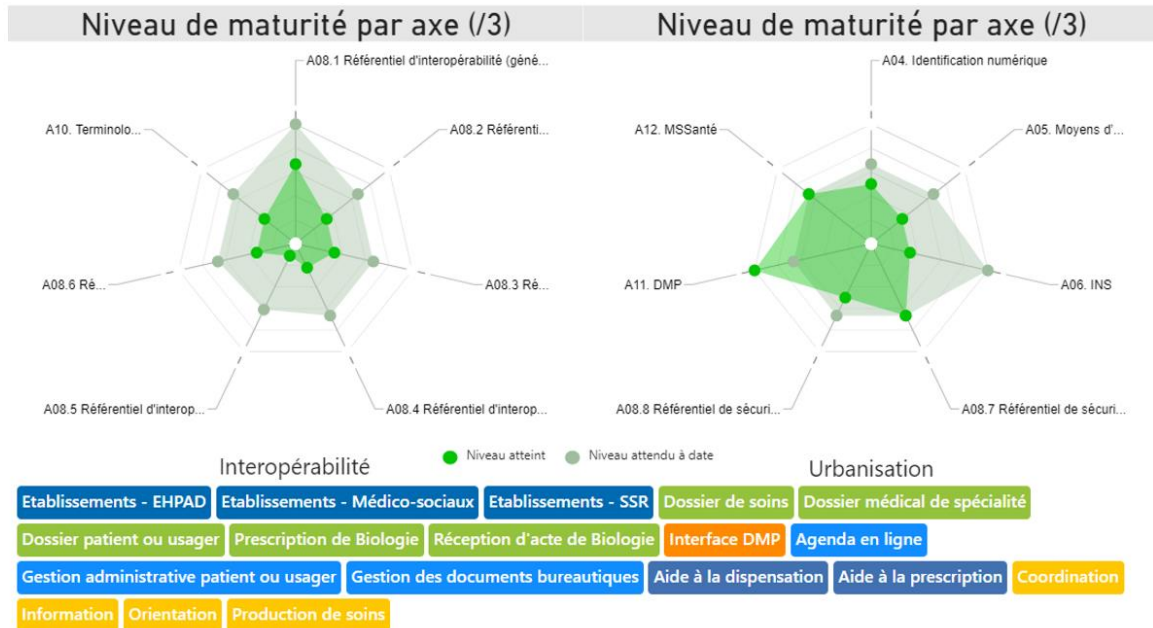 Niveau de maturité par axe (/3)
Niveau de maturité par axe (/3)
A08.1 Référentiel d'interopérabilité (géné...
A10. Terminolo...
A08.2 Référenti...
A08.6 Ré...
A08.3 Ré...
A08.5 Référentiel d'interop...
A08.4 Référentiel d'interop...
A04. Identification numérique
A12. MSSanté
A05. Moyens d'...
A11. DMP
A06. INS
A08.8 Référentiel de sécuri...
A08.7 Référentiel de sécuri...
Interopérabilité
Niveau atteint
Niveau attendu à date
Urbanisation
Etablissements - EHPAD Etablissements - Médico-sociaux Etablissements - SSR Dossier de soins Dossier médical de spécialité
Dossier patient ou usager Prescription de Biologie Réception d'acte de Biologie Interface DMP Agenda en ligne
Gestion administrative patient ou usager Gestion des documents bureautiques Aide à la dispensation Aide à la prescription Coordination
Information Orientation Production de soins